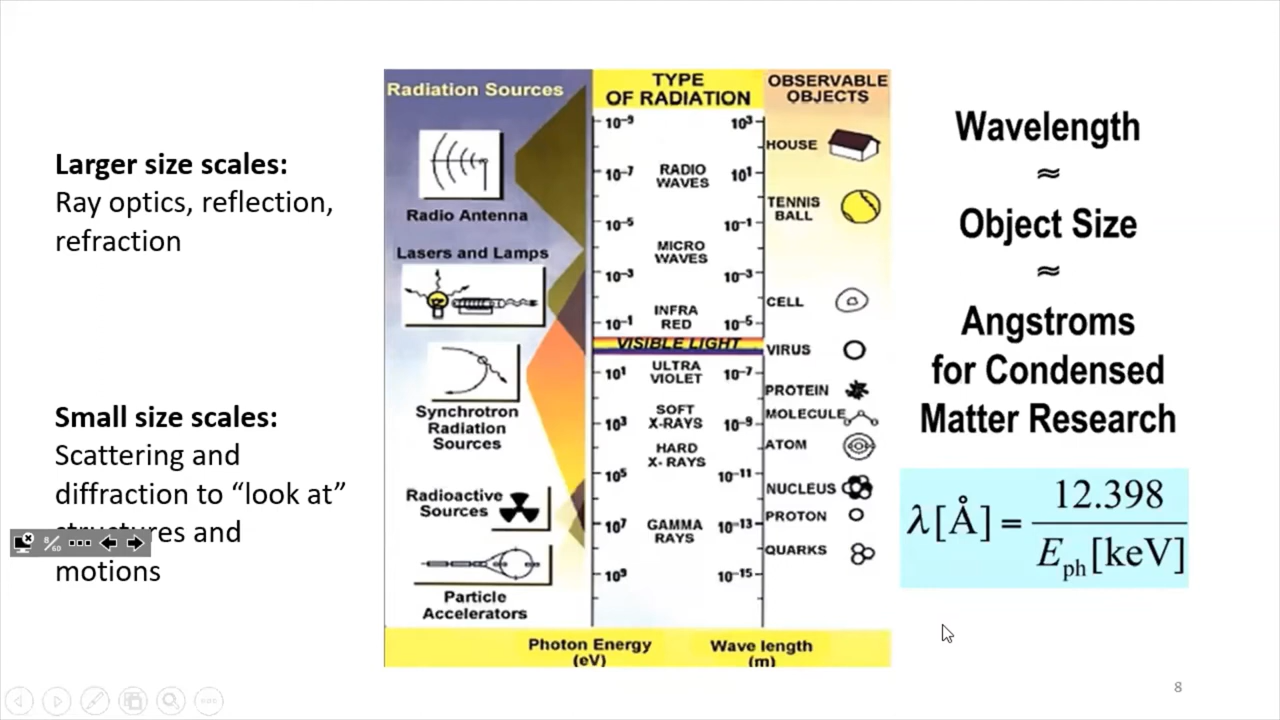 Larger size scales:
Ray optics, reflection,
refraction
Small size scales:
Scattering and
diffraction to “look at”
structures and
motions
8/60
Radiation Sources
Radio Antenna
Lasers and Lamps
Synchrotron
Radiation
Sources
Radioactive
Sources
Particle
Accelerators
TYPE
OF RADIATION
10⁻⁹
10⁻⁷
10⁻⁵
10⁻³
10⁻¹
10¹
10³
10⁵
10⁷
10⁹
RADIO
WAVES
MICRO
WAVES
INFRA
RED
VISIBLE LIGHT
ULTRA
VIOLET
SOFT
X-RAYS
HARD
X- RAYS
GAMMA
RAYS
10³
10¹
10⁻¹
10⁻³
10⁻⁵
10⁻⁷
10⁻⁹
10⁻¹¹
10⁻¹³
10⁻¹⁵
OBSERVABLE
OBJECTS
HOUSE
TENNIS
BALL
CELL
VIRUS
PROTEIN
MOLECULE
ATOM
NUCLEUS
PROTON
QUARKS
Photon Energy
(eV)
Wave length
(m)
Wavelength
≈
Object Size
≈
Angstroms
for Condensed
Matter Research
λ[Å] = 12.398 / E_ph[keV]
8